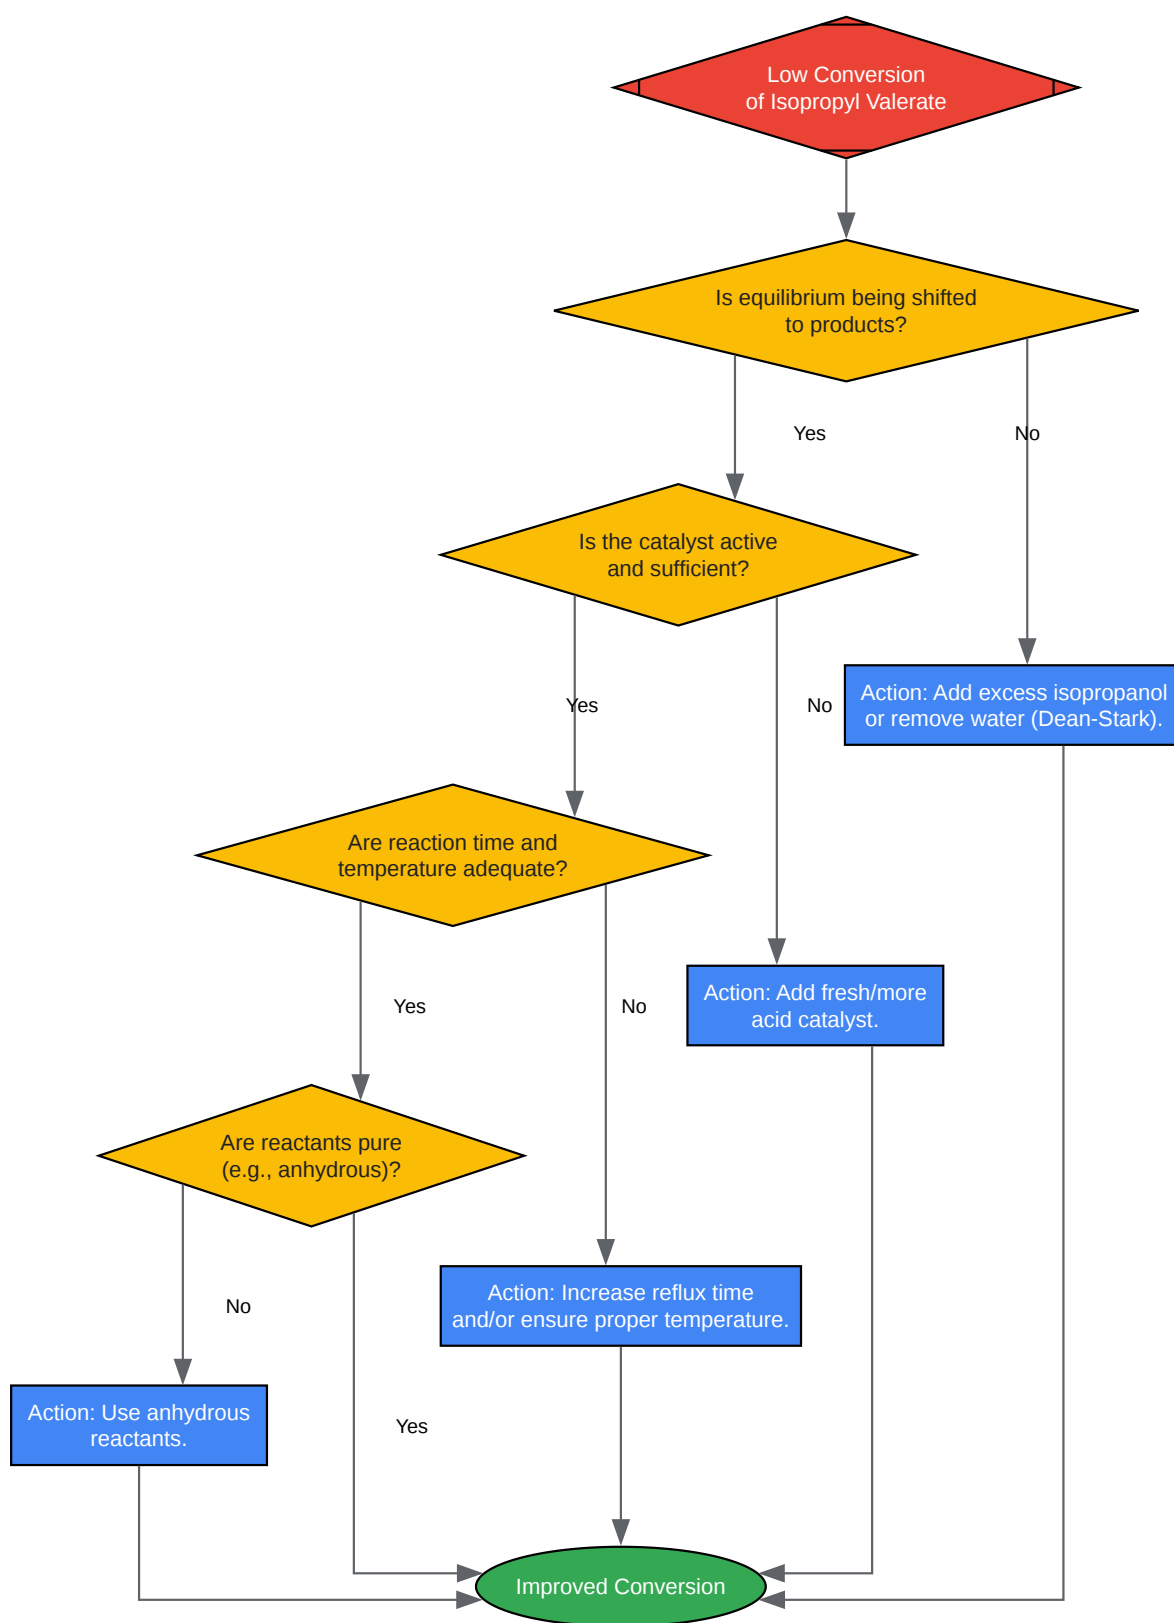 Low Conversion
of Isopropyl Valerate
Is equilibrium being shifted
to products?
Yes
No
Is the catalyst active
and sufficient?
Yes
No
Action: Add excess isopropanol
or remove water (Dean-Stark).
Are reaction time and
temperature adequate?
Yes
No
Action: Add fresh/more
acid catalyst.
Are reactants pure
(e.g., anhydrous)?
No
Action: Increase reflux time
and/or ensure proper temperature.
Action: Use anhydrous
reactants.
Yes
Improved Conversion